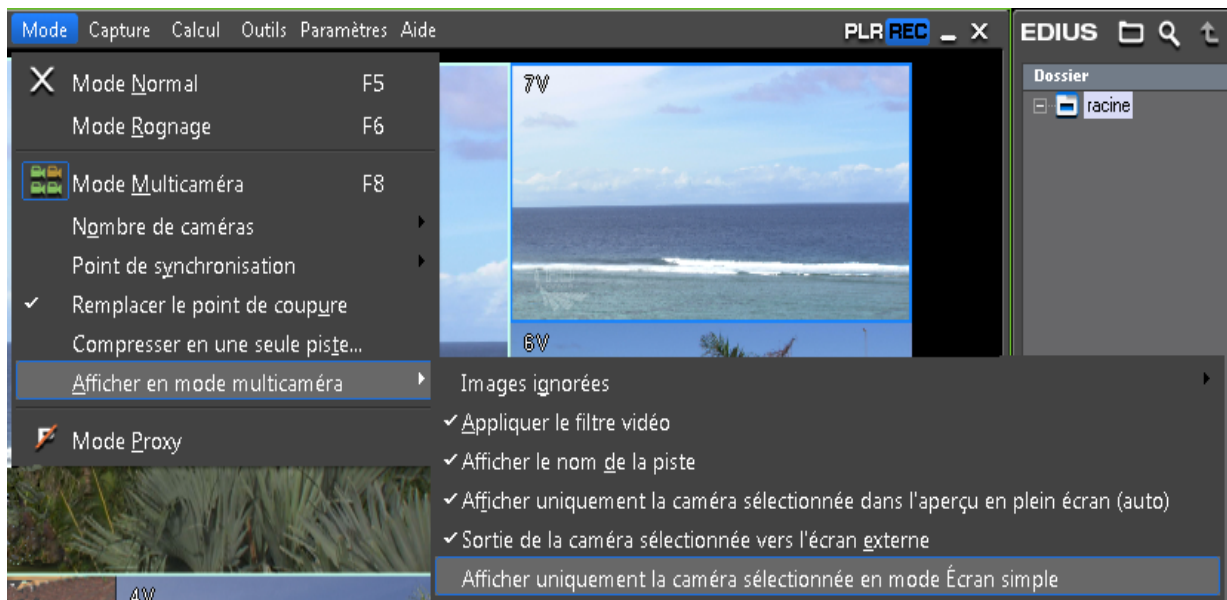 Mode Capture Calcul Outils Paramètres Aide
PLR REC
EDIUS
Dossier
racine
Mode Normal F5
Mode Rognage F6
Mode Multicaméra F8
Nombre de caméras
Point de synchronisation
Remplacer le point de coupure
Compresser en une seule piste...
Afficher en mode multicaméra
Mode Proxy
7V
6V
Images ignorées
Appliquer le filtre vidéo
Afficher le nom de la piste
Afficher uniquement la caméra sélectionnée dans l'aperçu en plein écran (auto)
Sortie de la caméra sélectionnée vers l'écran externe
Afficher uniquement la caméra sélectionnée en mode Écran simple
4V